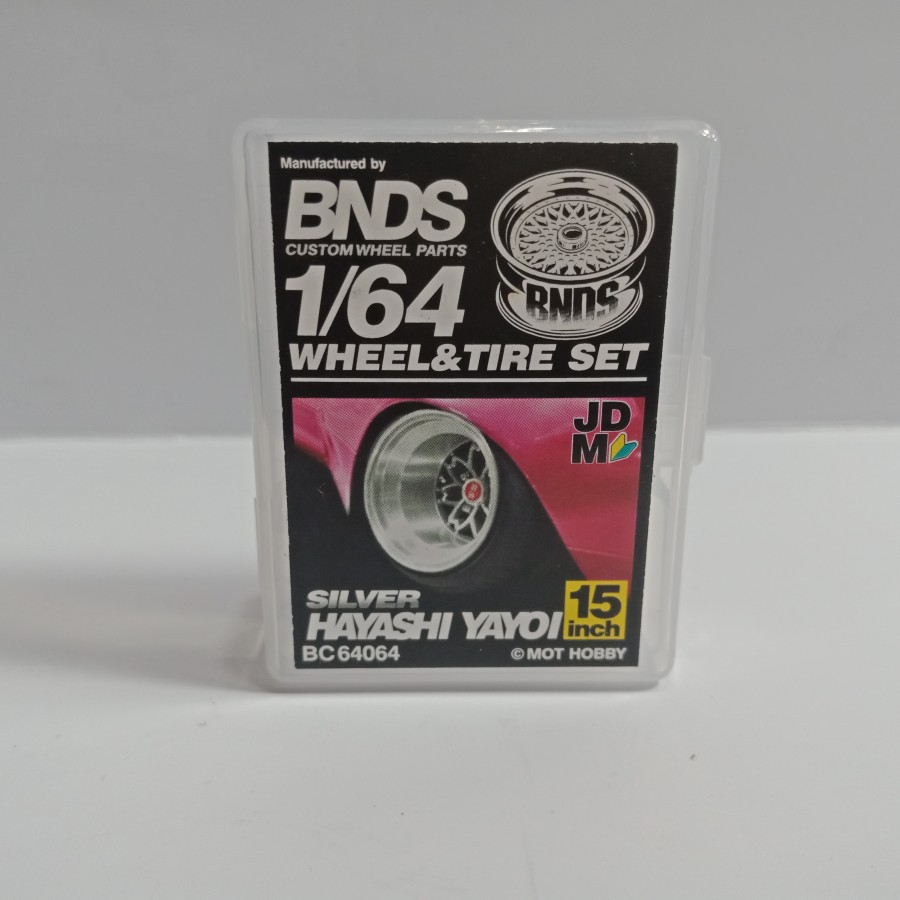 Manufactured by
BNDS
CUSTOM WHEEL PARTS
BNDS
1/64
WHEEL&TIRE SET
JD
M
SILVER
HAYASHI YAYOI
15
inch
BC64064
© MOT HOBBY